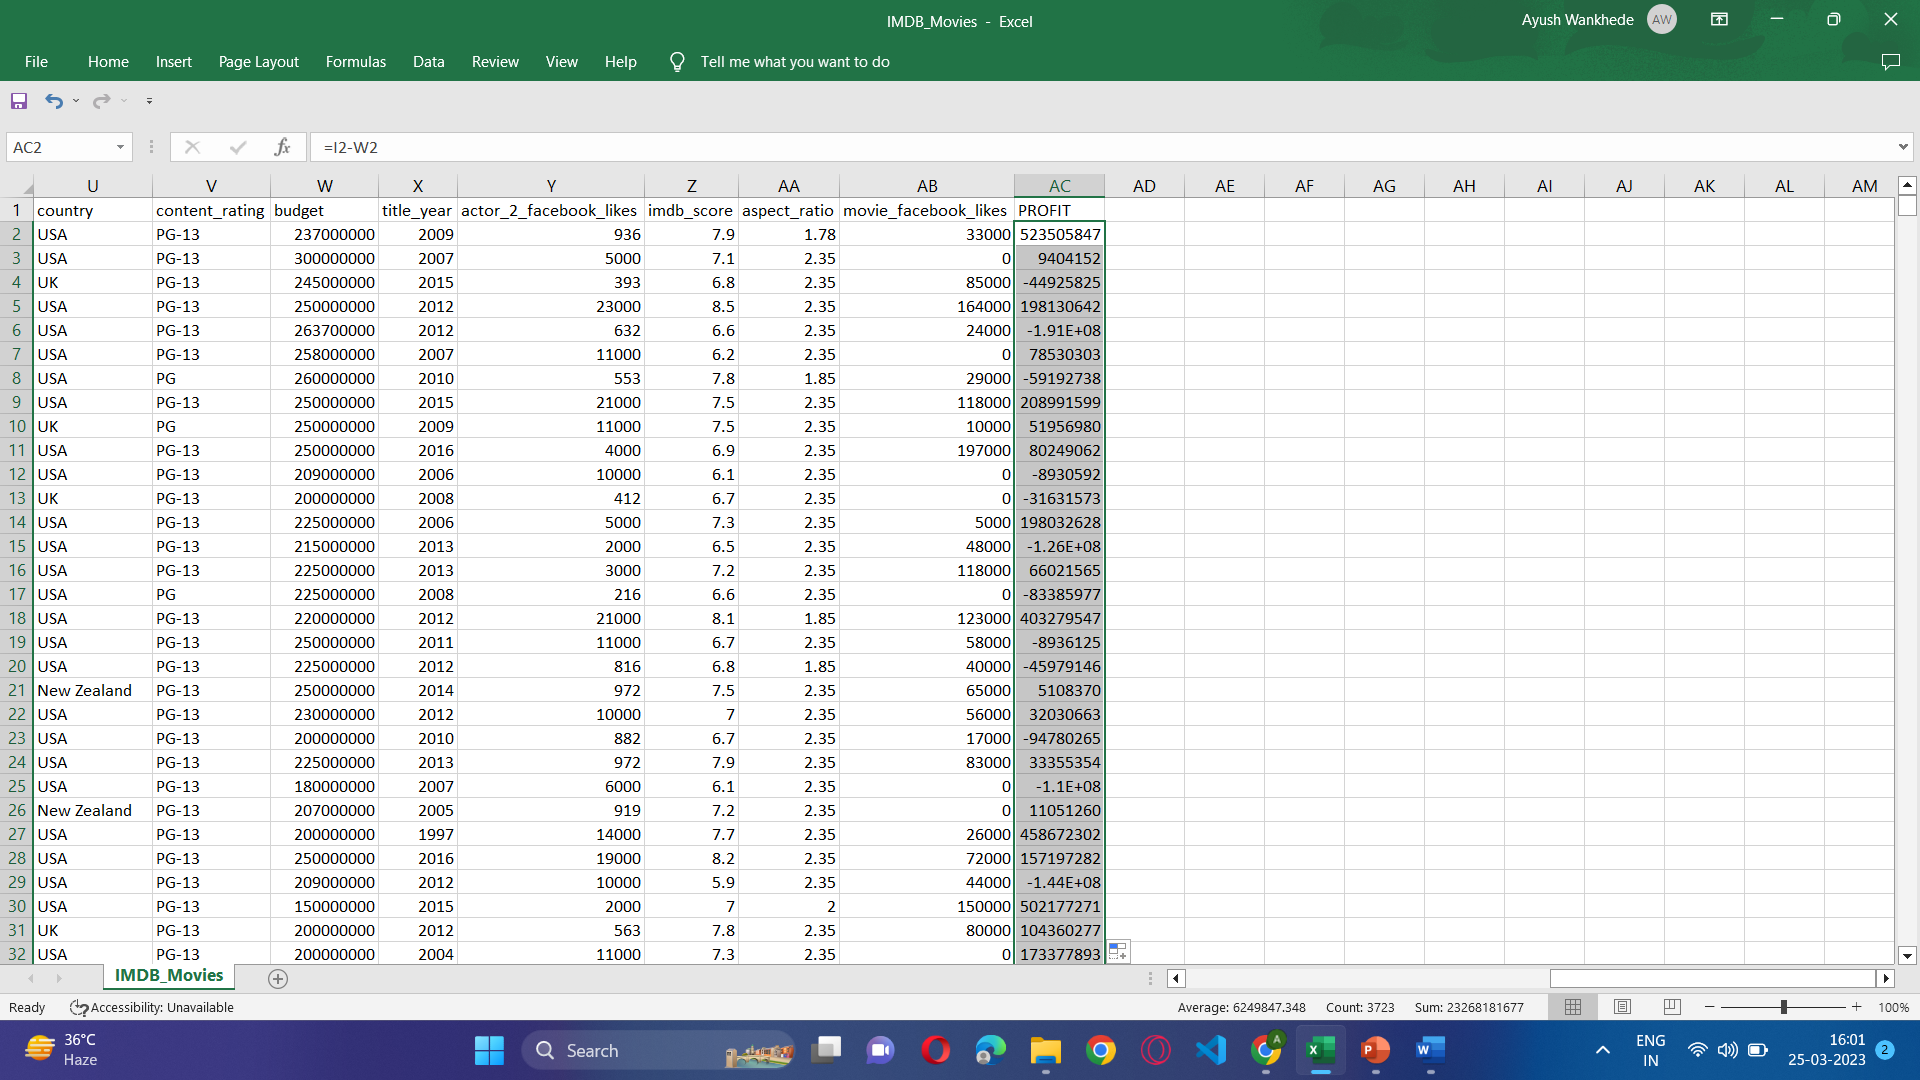 IMDB_Movies - Excel
Ayush Wankhede AW
File Home Insert Page Layout Formulas Data Review View Help Tell me what you want to do
AC2 fx =I2-W2
U V W X Y Z AA AB AC AD AE AF AG AH AI AJ AK AL AM
1 country content_rating budget title_year actor_2_facebook_likes imdb_score aspect_ratio movie_facebook_likes PROFIT
2 USA PG-13 237000000 2009 936 7.9 1.78 33000 523505847
3 USA PG-13 300000000 2007 5000 7.1 2.35 0 9404152
4 UK PG-13 245000000 2015 393 6.8 2.35 85000 -44925825
5 USA PG-13 250000000 2012 23000 8.5 2.35 164000 198130642
6 USA PG-13 263700000 2012 632 6.6 2.35 24000 -1.91E+08
7 USA PG-13 258000000 2007 11000 6.2 2.35 0 78530303
8 USA PG 260000000 2010 553 7.8 1.85 29000 -59192738
9 USA PG-13 250000000 2015 21000 7.5 2.35 118000 208991599
10 UK PG 250000000 2009 11000 7.5 2.35 10000 51956980
11 USA PG-13 250000000 2016 4000 6.9 2.35 197000 80249062
12 USA PG-13 209000000 2006 10000 6.1 2.35 0 -8930592
13 UK PG-13 200000000 2008 412 6.7 2.35 0 -31631573
14 USA PG-13 225000000 2006 5000 7.3 2.35 5000 198032628
15 USA PG-13 215000000 2013 2000 6.5 2.35 48000 -1.26E+08
16 USA PG-13 225000000 2013 3000 7.2 2.35 118000 66021565
17 USA PG 225000000 2008 216 6.6 2.35 0 -83385977
18 USA PG-13 220000000 2012 21000 8.1 1.85 123000 403279547
19 USA PG-13 250000000 2011 11000 6.7 2.35 58000 -8936125
20 USA PG-13 225000000 2012 816 6.8 1.85 40000 -45979146
21 New Zealand PG-13 250000000 2014 972 7.5 2.35 65000 5108370
22 USA PG-13 230000000 2012 10000 7 2.35 56000 32030663
23 USA PG-13 200000000 2010 882 6.7 2.35 17000 -94780265
24 USA PG-13 225000000 2013 972 7.9 2.35 83000 33355354
25 USA PG-13 180000000 2007 6000 6.1 2.35 0 -1.1E+08
26 New Zealand PG-13 207000000 2005 919 7.2 2.35 0 11051260
27 USA PG-13 200000000 1997 14000 7.7 2.35 26000 458672302
28 USA PG-13 250000000 2016 19000 8.2 2.35 72000 157197282
29 USA PG-13 209000000 2012 10000 5.9 2.35 44000 -1.44E+08
30 USA PG-13 150000000 2015 2000 7 2 150000 502177271
31 UK PG-13 200000000 2012 563 7.8 2.35 80000 104360277
32 USA PG-13 200000000 2004 11000 7.3 2.35 0 173377893
IMDB_Movies
Ready Accessibility: Unavailable Average: 6249847.348 Count: 3723 Sum: 23268181677 100%
36°C
Haze
Search
ENG
IN
16:01
25-03-2023
2